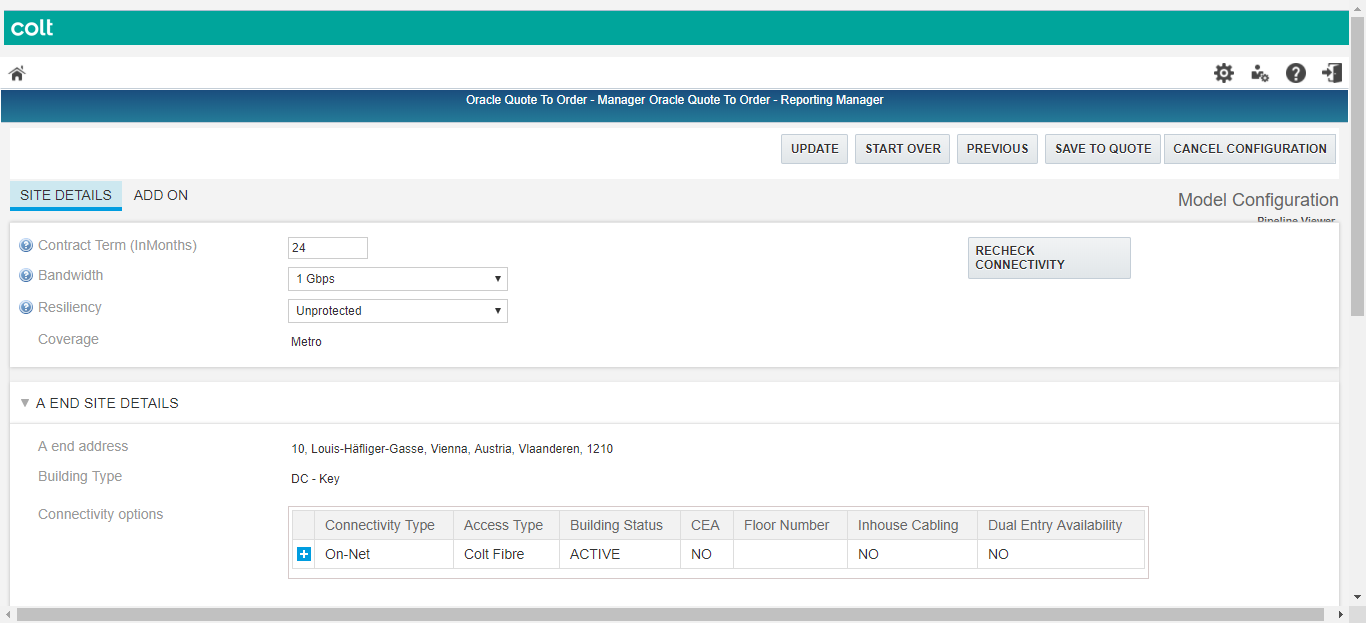 colt
Oracle Quote To Order - Manager Oracle Quote To Order - Reporting Manager
UPDATE START OVER PREVIOUS SAVE TO QUOTE CANCEL CONFIGURATION
SITE DETAILS ADD ON
Model Configuration
Pipeline Viewer
Contract Term (InMonths) 24
RECHECK
CONNECTIVITY
Bandwidth 1 Gbps
Resiliency Unprotected
Coverage Metro
A END SITE DETAILS
A end address 10, Louis-Häfliger-Gasse, Vienna, Austria, Vlaanderen, 1210
Building Type DC - Key
Connectivity options
Connectivity Type Access Type Building Status CEA Floor Number Inhouse Cabling Dual Entry Availability
On-Net Colt Fibre ACTIVE NO NO NO